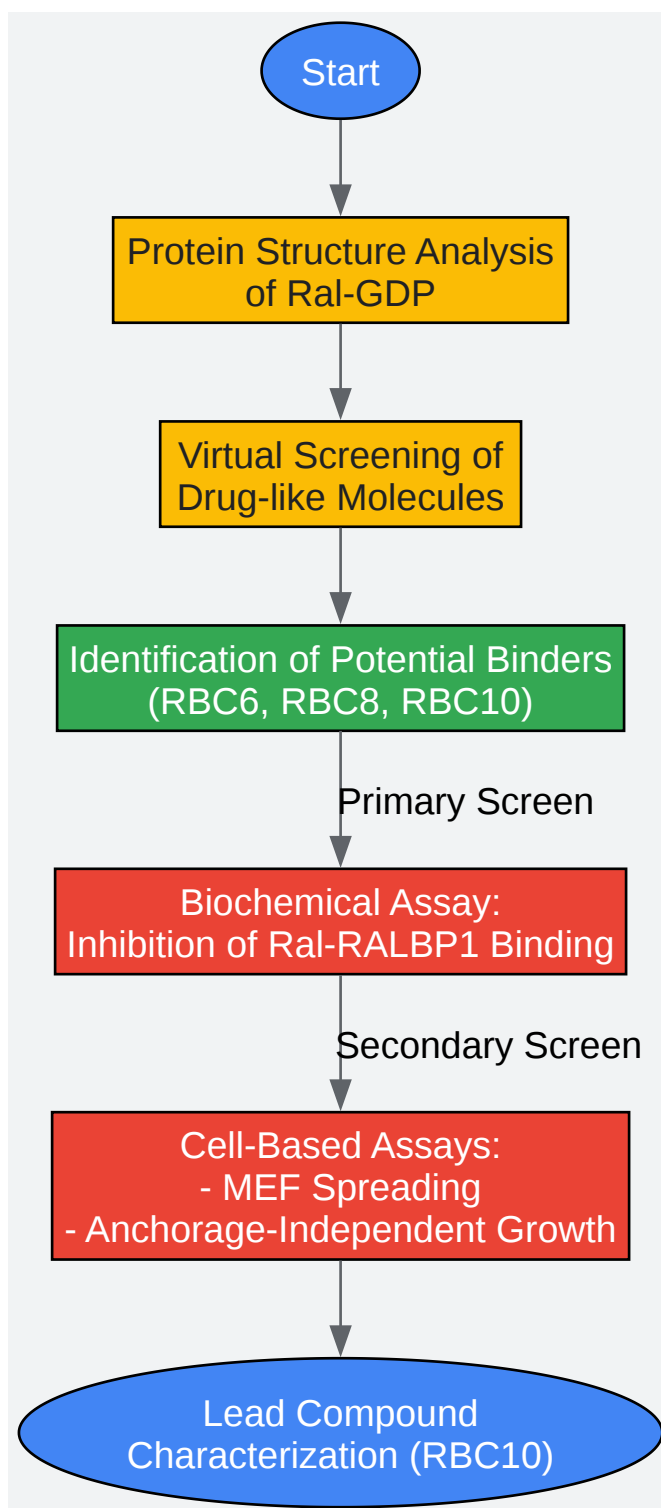 Start
Protein Structure Analysis
of Ral-GDP
Virtual Screening of
Drug-like Molecules
Identification of Potential Binders
(RBC6, RBC8, RBC10)
Primary Screen
Biochemical Assay:
Inhibition of Ral-RALBP1 Binding
Secondary Screen
Cell-Based Assays:
- MEF Spreading
- Anchorage-Independent Growth
Lead Compound
Characterization (RBC10)